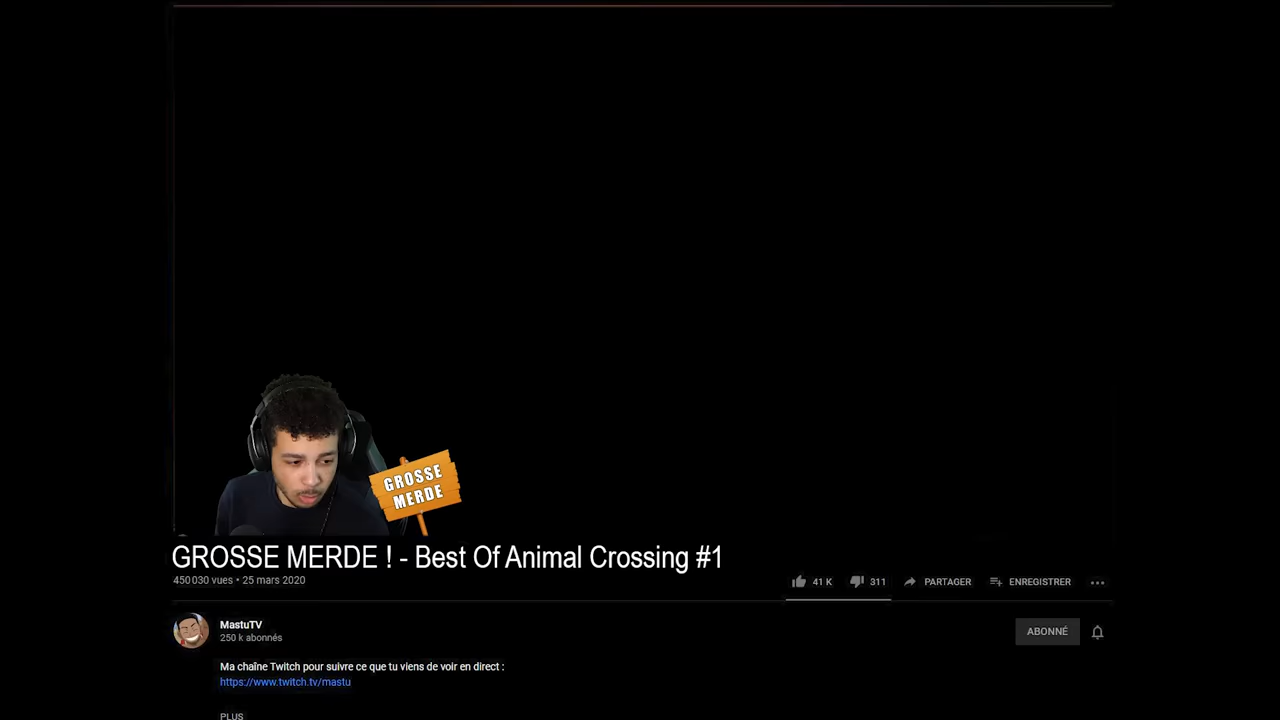 GROSSE
MERDE
GROSSE MERDE ! - Best Of Animal Crossing #1
450 030 vues • 25 mars 2020
41 K
311
PARTAGER
ENREGISTRER
MastuTV
250 k abonnés
ABONNÉ
Ma chaîne Twitch pour suivre ce que tu viens de voir en direct :
https://www.twitch.tv/mastu
PLUS